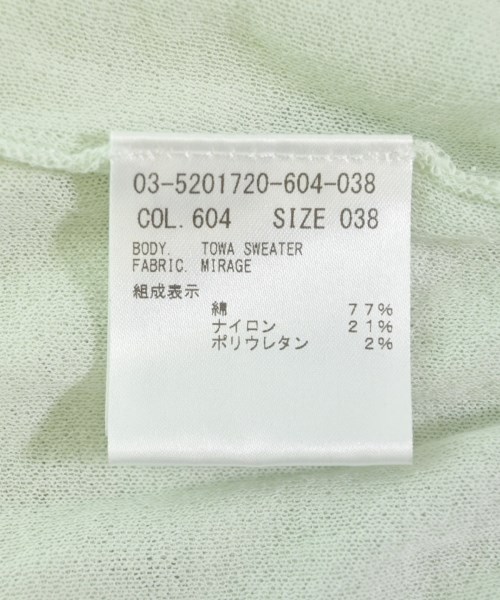 03-5201720-604-038
COL. 604 SIZE 038
BODY. TOWA SWEATER
FABRIC. MIRAGE
組成表示
綿 77%
ナイロン 21%
ポリウレタン 2%